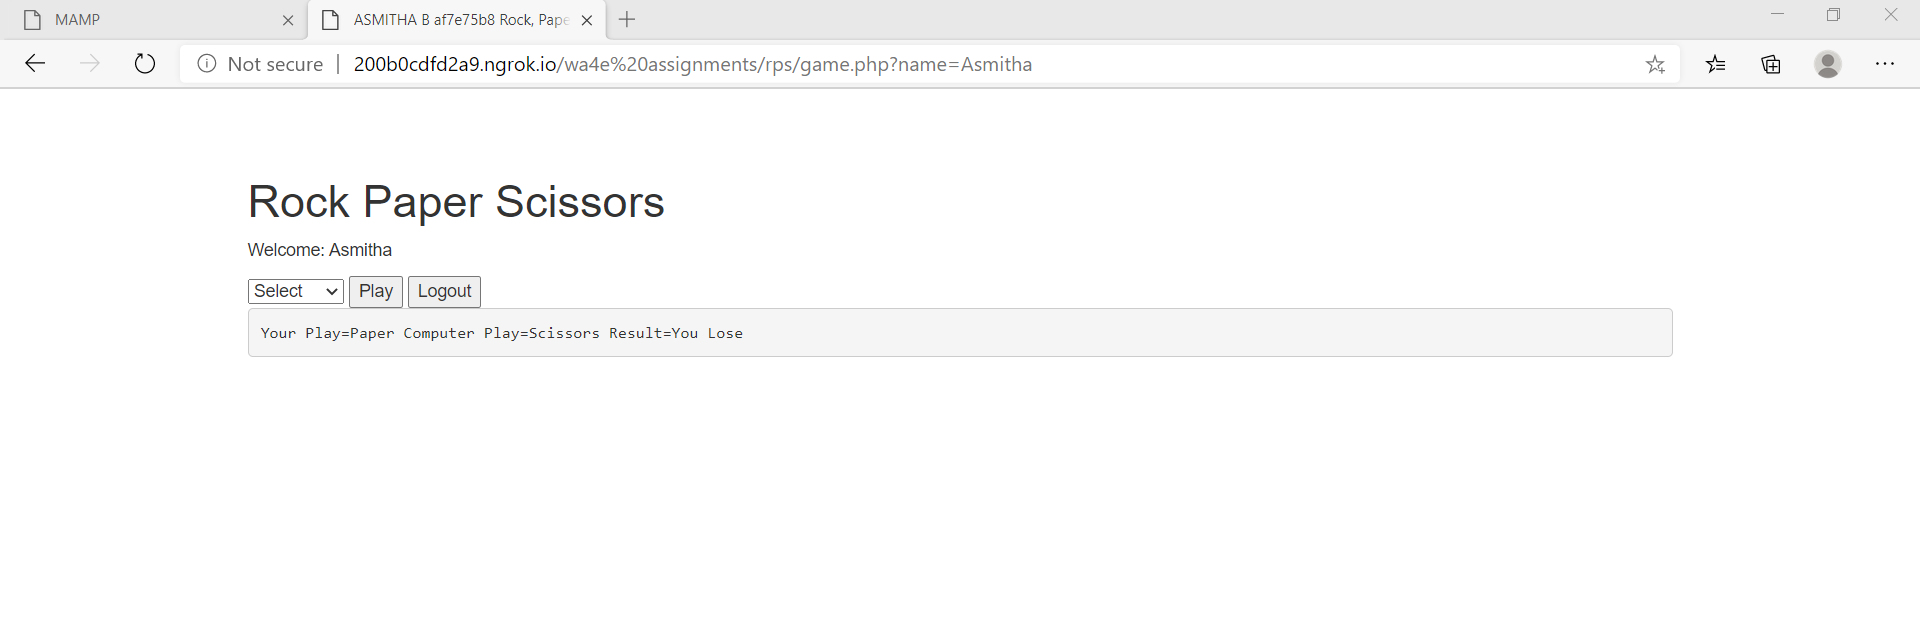 MAMP
ASMITHA B af7e75b8 Rock, Pape
Not secure | 200b0cdfd2a9.ngrok.io/wa4e%20assignments/rps/game.php?name=Asmitha
Rock Paper Scissors
Welcome: Asmitha
Select Play Logout
Your Play=Paper Computer Play=Scissors Result=You Lose